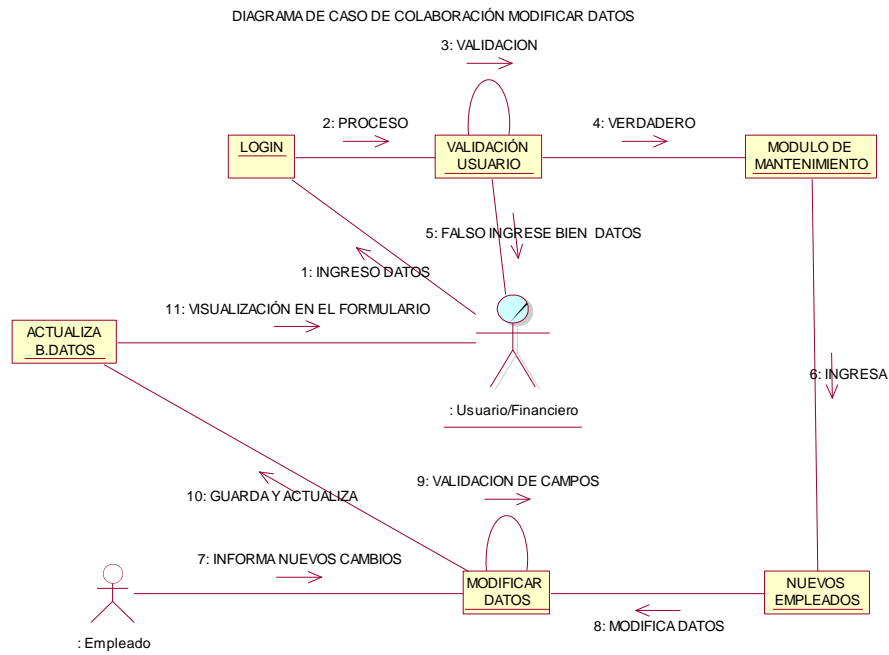 DIAGRAMA DE CASO DE COLABORACIÓN MODIFICAR DATOS
3: VALIDACION
2: PROCESO
4: VERDADERO
LOGIN
VALIDACIÓN
USUARIO
MODULO DE
MANTENIMIENTO
5: FALSO INGRESE BIEN DATOS
1: INGRESO DATOS
11: VISUALIZACIÓN EN EL FORMULARIO
ACTUALIZA
B.DATOS
6: INGRESA
: Usuario/Financiero
9: VALIDACION DE CAMPOS
10: GUARDA Y ACTUALIZA
7: INFORMA NUEVOS CAMBIOS
MODIFICAR
DATOS
NUEVOS
EMPLEADOS
8: MODIFICA DATOS
: Empleado